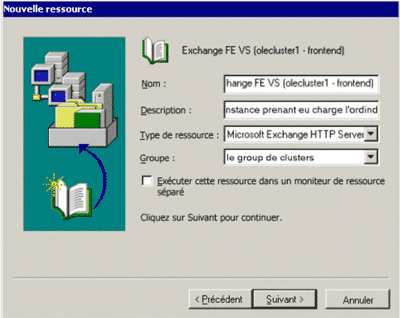 Nouvelle ressource
Exchange FE VS (olecluster1 - frontend)
Nom : hange FE VS (olecluster1 - frontend)
Description : nstance prenant eu charge l'ordind
Type de ressource : Microsoft Exchange HTTP Server
Groupe : le group de clusters
Exécuter cette ressource dans un moniteur de ressource
séparé
Cliquez sur Suivant pour continuer.
< Précédent Suivant > Annuler